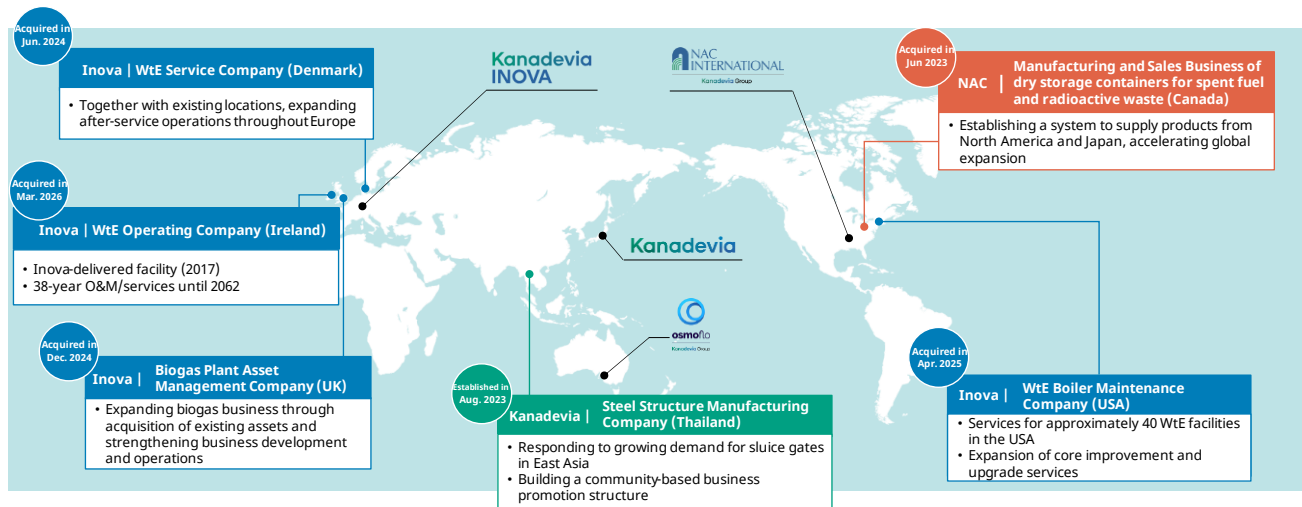 Acquired in
Jun. 2024
Inova | WtE Service Company (Denmark)
• Together with existing locations, expanding
after-service operations throughout Europe
Kanadevia
INOVA
NAC
INTERNATIONAL
Kanadevia Group
Acquired in
Jun 2023
NAC |
Manufacturing and Sales Business of
dry storage containers for spent fuel
and radioactive waste (Canada)
• Establishing a system to supply products from
North America and Japan, accelerating global
expansion
Acquired in
Mar. 2026
Inova | WtE Operating Company (Ireland)
• Inova-delivered facility (2017)
• 38-year O&M/services until 2062
Kanadevia
osmoflo
Kanadevia Group
Acquired in
Dec. 2024
Inova |
Biogas Plant Asset
Management Company (UK)
• Expanding biogas business through
acquisition of existing assets and
strengthening business development
and operations
Established in
Aug. 2023
Kanadevia |
Steel Structure Manufacturing
Company (Thailand)
• Responding to growing demand for sluice gates
in East Asia
• Building a community-based business
promotion structure
Acquired in
Apr. 2025
Inova |
WtE Boiler Maintenance
Company (USA)
• Services for approximately 40 WtE facilities
in the USA
• Expansion of core improvement and
upgrade services